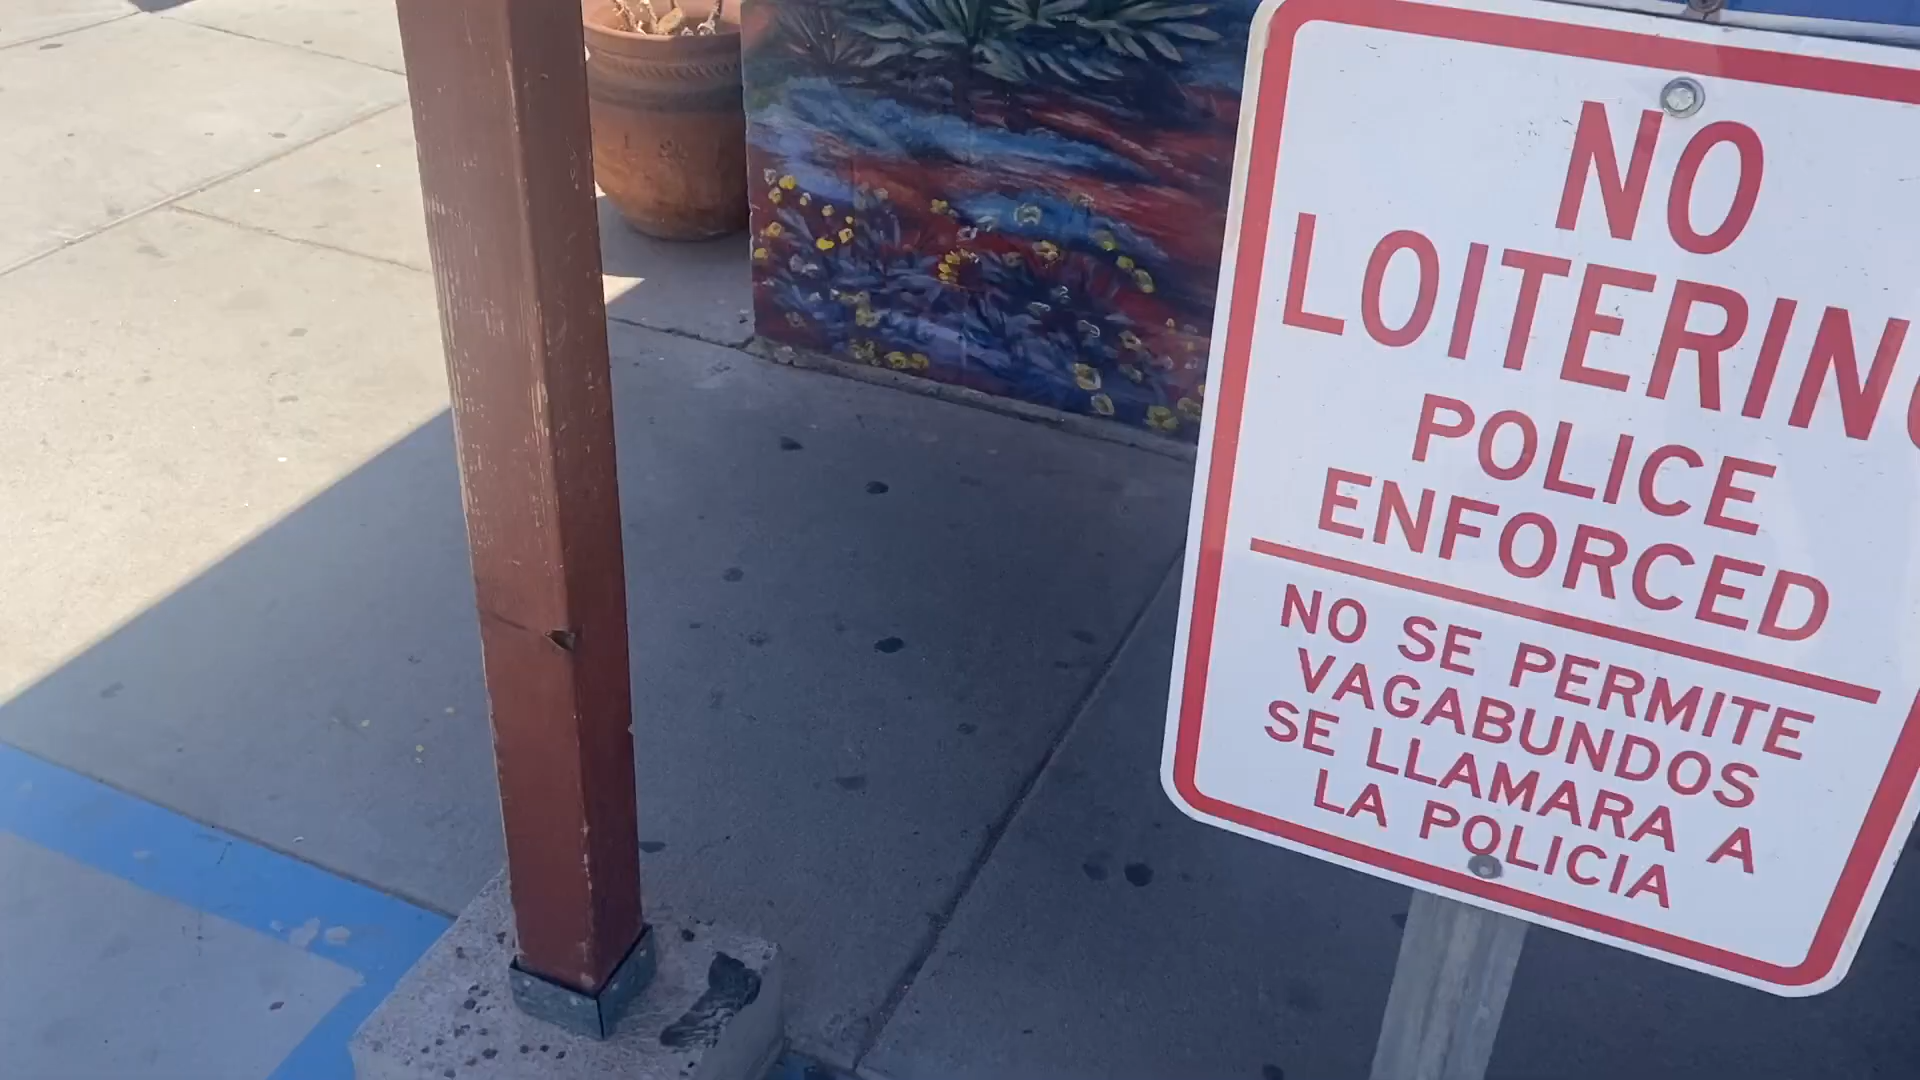 NO
LOITERING
POLICE
ENFORCED
NO SE PERMITE
VAGABUNDOS
SE LLAMARA A
LA POLICIA